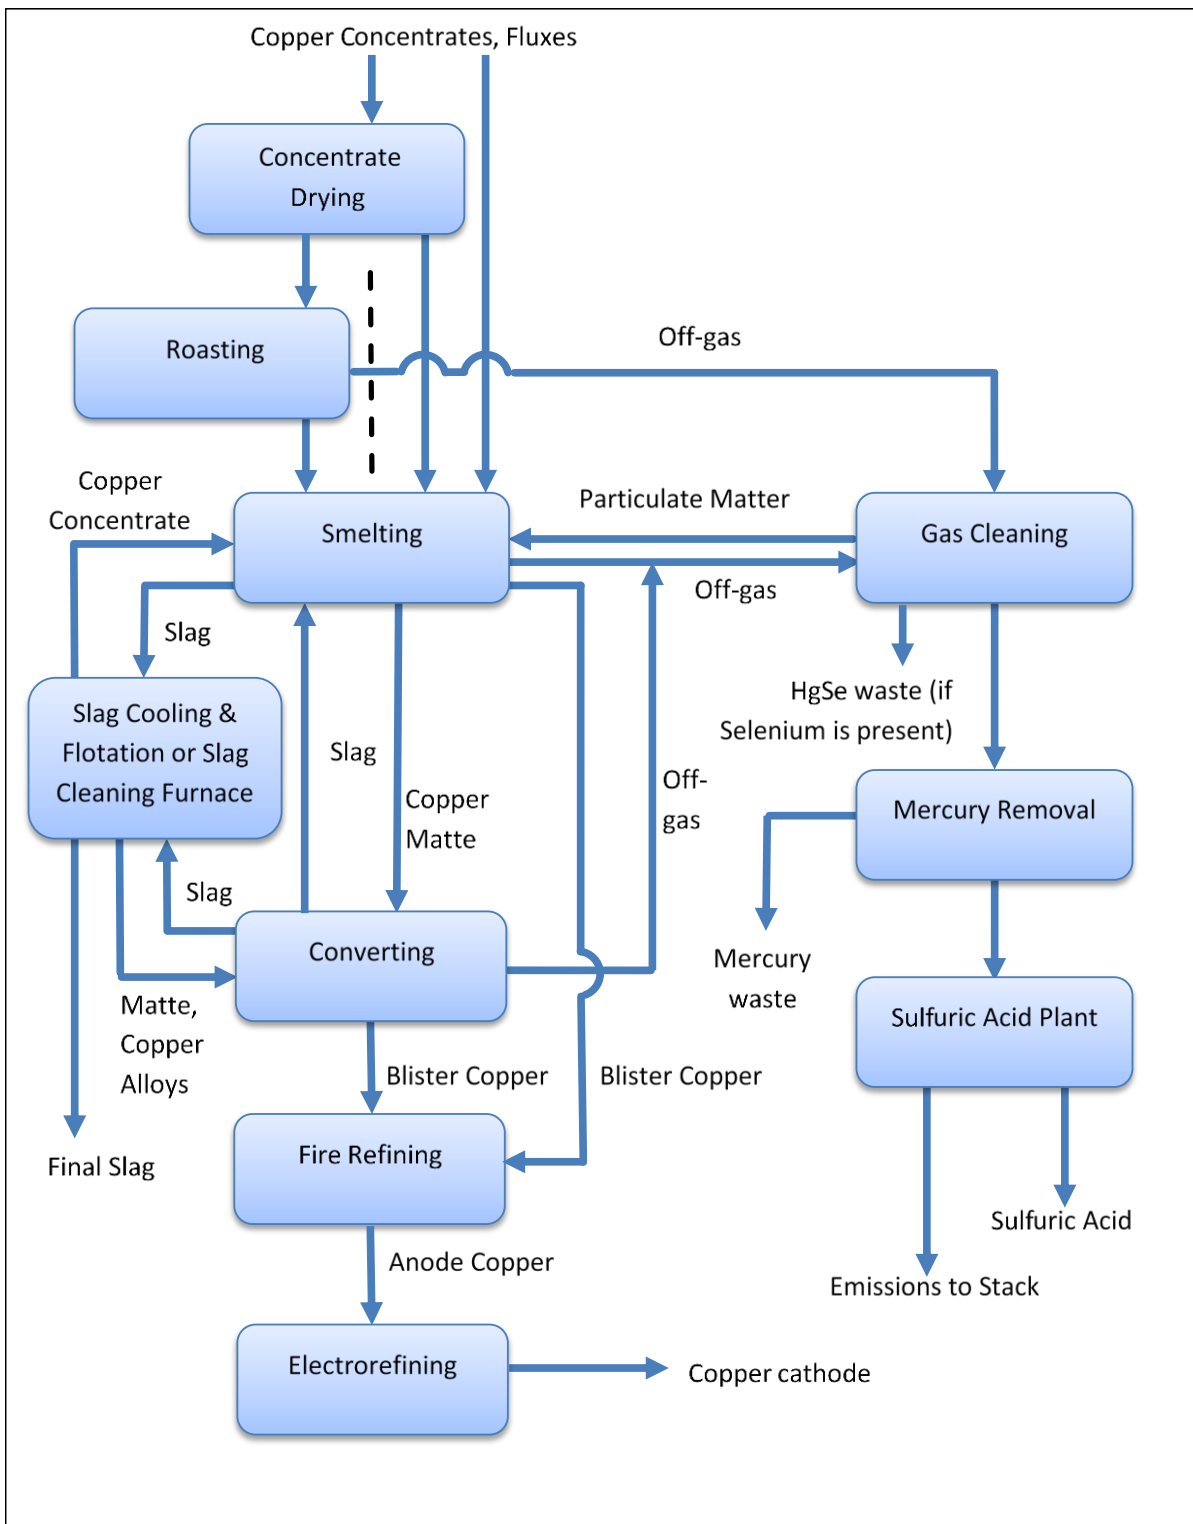 Copper Concentrates, Fluxes
Concentrate
Drying
Roasting
Off-gas
Copper
Concentrate
Smelting
Particulate Matter
Gas Cleaning
Off-gas
Slag
HgSe waste (if
Selenium is present)
Slag Cooling &
Flotation or Slag
Cleaning Furnace
Slag
Copper
Matte
Off-
gas
Mercury Removal
Slag
Converting
Mercury
waste
Matte,
Copper
Alloys
Sulfuric Acid Plant
Blister Copper
Blister Copper
Fire Refining
Final Slag
Sulfuric Acid
Anode Copper
Emissions to Stack
Electrorefining
Copper cathode